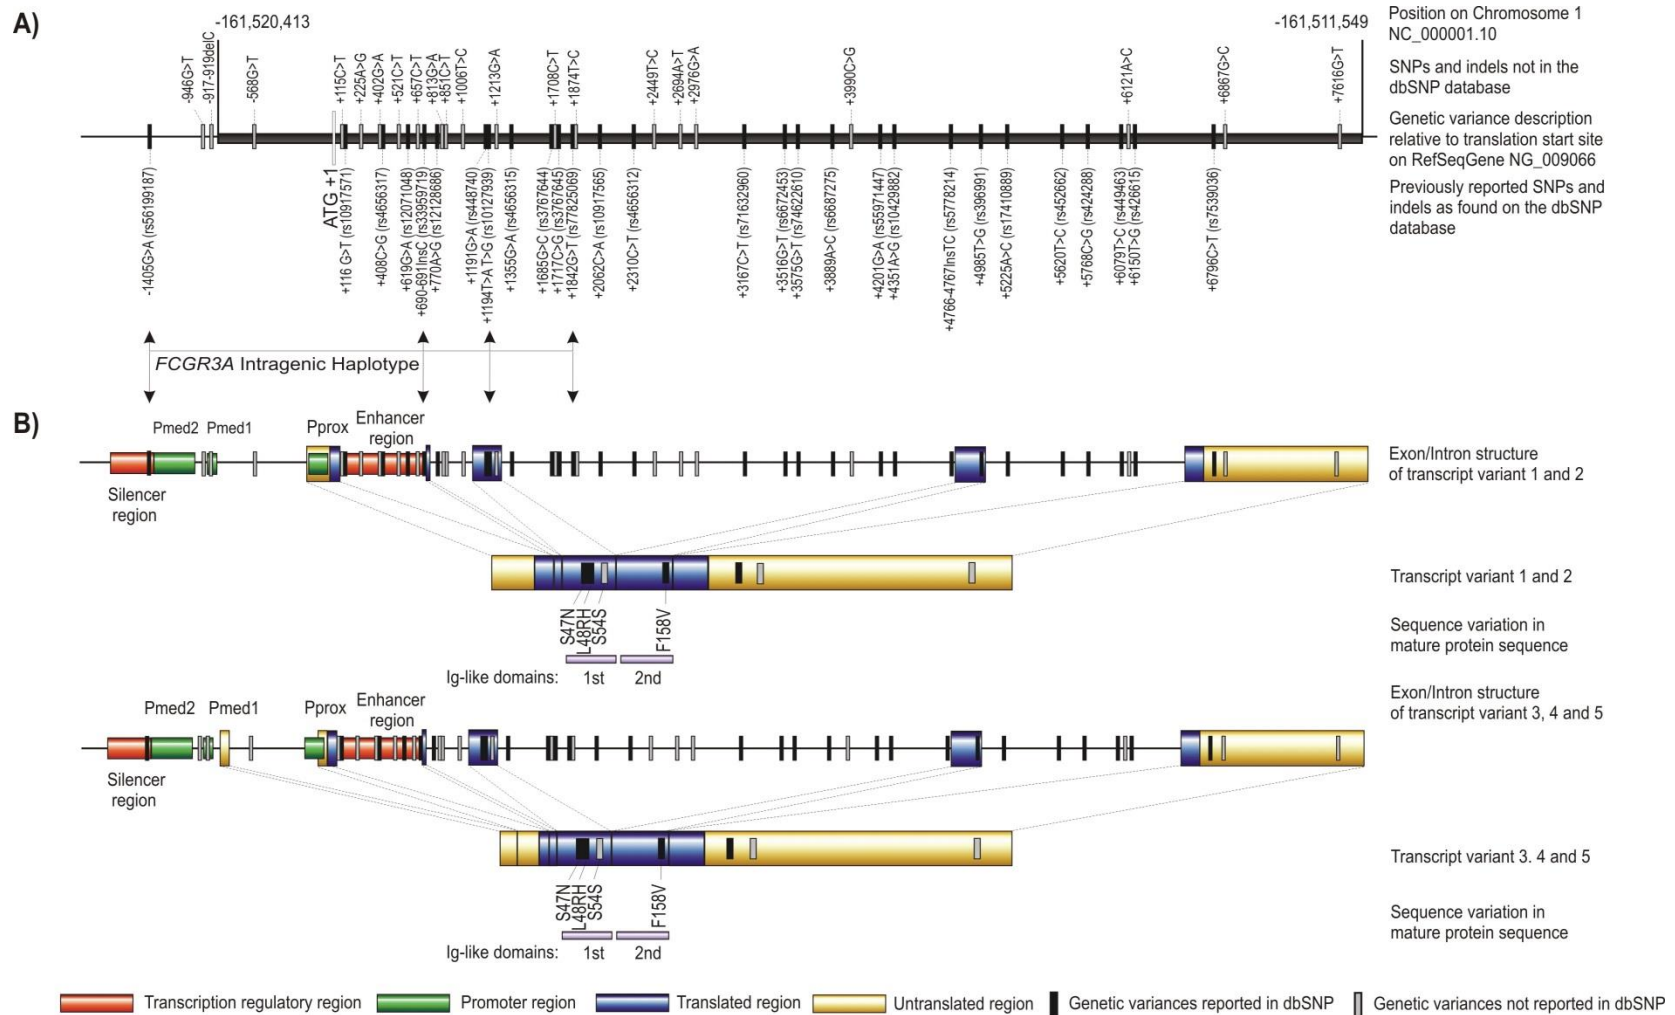 A)
-161,520,413
-161,511,549
Position on Chromosome 1
NC_000001.10
-946G>T
-917-919delC
-568G>T
+115C>T
+225A>G
+402G>A
+521C>T
+657C>T
+813G>A
+851C>T
+1006T>C
+1213G>A
+1708C>T
+1874T>C
+2449T>C
+2694A>T
+2976G>A
+3990C>G
+6121A>C
+6867G>C
+7616G>T
SNPs and indels not in the
dbSNP database
Genetic variance description
relative to translation start site
on RefSeqGene NG_009066
Previously reported SNPs and
indels as found on the dbSNP
database
-1405G>A (rs56199187)
ATG +1
+116 G>T (rs10917571)
+408C>G (rs4656317)
+619G>A (rs12071048)
+690-691InsC (rs33959719)
+770A>G (rs12128686)
+1191G>A (rs448740)
+1194T>A T>G (rs10127939)
+1355G>A (rs4656315)
+1685G>C (rs3767644)
+1717C>G (rs3767645)
+1842G>T (rs77825069)
+2062C>A (rs10917565)
+2310C>T (rs4656312)
+3167C>T (rs71632960)
+3516G>T (rs6672453)
+3575G>T (rs74622610)
+3889A>C (rs6687275)
+4201G>A (rs55971447)
+4351A>G (rs10429882)
+4766-4767InsTC (rs5778214)
+4985T>G (rs396991)
+5225A>C (rs17410889)
+5620T>C (rs452662)
+5768C>G (rs424288)
+6079T>C (rs449463)
+6150T>G (rs426615)
+6796C>T (rs7539036)
FCGR3A Intragenic Haplotype
B)
Pmed2
Pmed1
Pprox
Enhancer
region
Silencer
region
Exon/Intron structure
of transcript variant 1 and 2
Transcript variant 1 and 2
S47N
L48RH
S54S
F158V
Sequence variation in
mature protein sequence
Ig-like domains: 1st 2nd
Exon/Intron structure
of transcript variant 3, 4 and 5
Pmed2
Pmed1
Pprox
Enhancer
region
Silencer
region
Transcript variant 3. 4 and 5
S47N
L48RH
S54S
F158V
Sequence variation in
mature protein sequence
Ig-like domains: 1st 2nd
Transcription regulatory region
Promoter region
Translated region
Untranslated region
Genetic variances reported in dbSNP
Genetic variances not reported in dbSNP